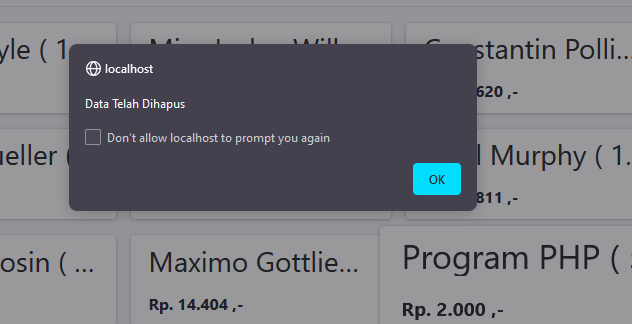 yle ( 1...
Constantin Polli...
620 ,-
localhost
Data Telah Dihapus
Don't allow localhost to prompt you again
OK
ueller (
Murphy ( 1...
811 ,-
osin ( ...
Maximo Gottlie...
Rp. 14.404 ,-
Program PHP (
Rp. 2.000 ,-